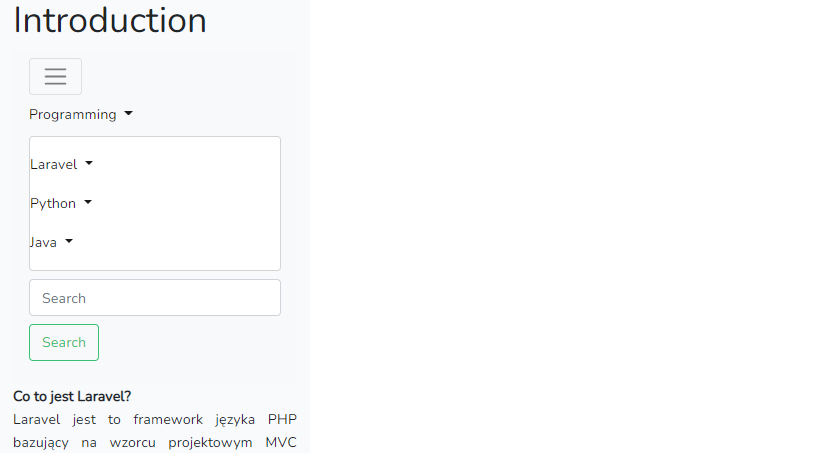 Introduction
Programming
Laravel
Python
Java
Search
Search
Co to jest Laravel?
Laravel jest to framework języka PHP
bazujący na wzorcu projektowym MVC